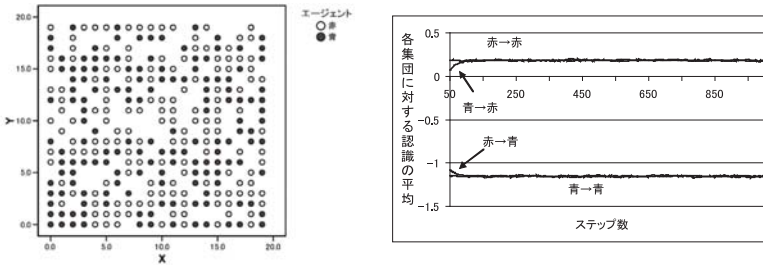 エージェント
○赤
●青
20.0
15.0
10.0
5.0
0.0
Y
0.0 5.0 10.0 15.0 20.0
X
各集団に対する認識の平均
0.5
0
-0.5
-1
-1.5
50 250 450 650 850
赤→赤
青→赤
赤→青
青→青
ステップ数